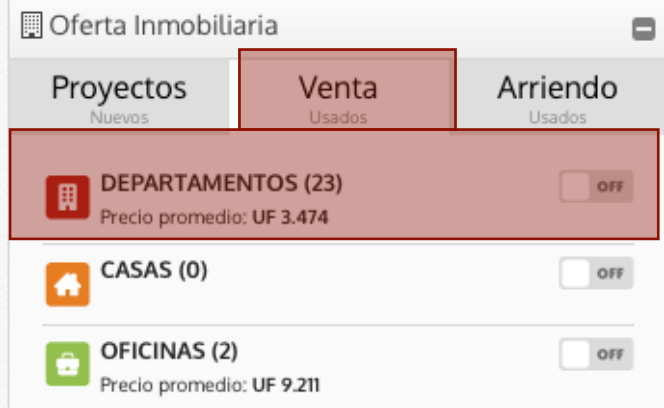 Oferta Inmobiliaria
Proyectos Venta Arriendo
Nuevos Usados Usados
DEPARTAMENTOS (23) OFF
Precio promedio: UF 3.474
CASAS (0) OFF
OFICINAS (2) OFF
Precio promedio: UF 9.211